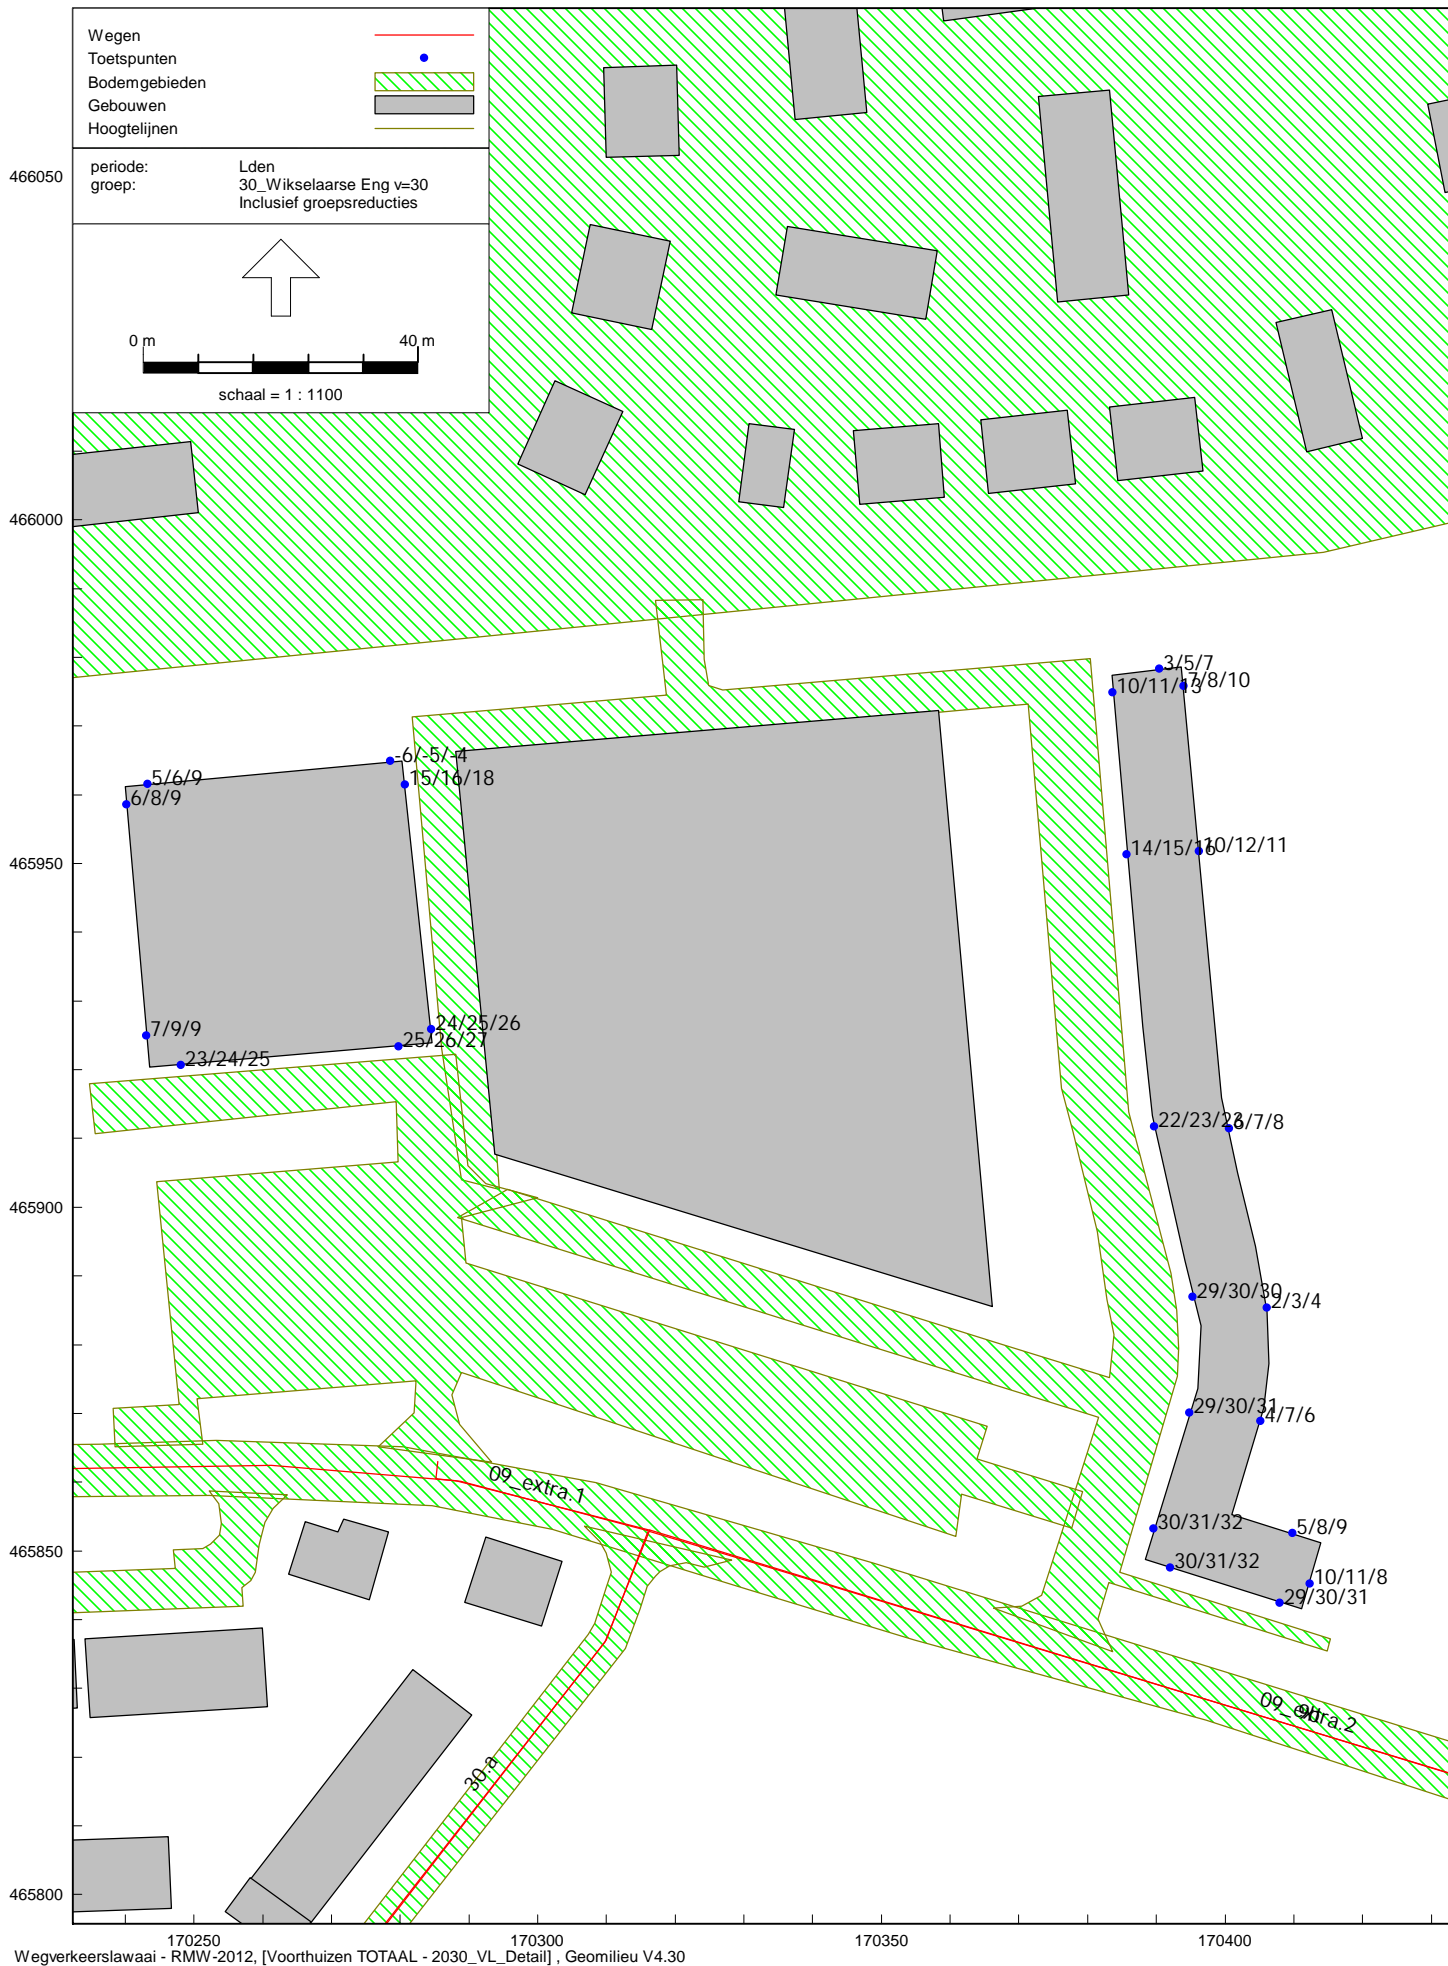 Wegen
Toetspunten
Bodemgebieden
Gebouwen
Hoogtelijnen
periode: Lden
groep: 30_Wikselaarse Eng v=30
Inclusief groepsreducties
0 m 40 m
schaal = 1 : 1100
466050
466000
465950
465900
465850
465800
3/5/7
7/8/10
10/11/13
-6/-5/-4
5/6/9
15/16/18
6/8/9
14/15/16
10/12/11
24/25/26
7/9/9
25/26/27
23/24/25
22/23/23
6/7/8
29/30/30
2/3/4
29/30/31
4/7/6
09_extra.1
30/31/32
5/8/9
30/31/32
10/11/8
29/30/31
09_extra.2
30.a
170250 170300 170350 170400
Wegverkeerslawaai - RMW-2012, [Voorthuizen TOTAAL - 2030_VL_Detail] , Geomilieu V4.30